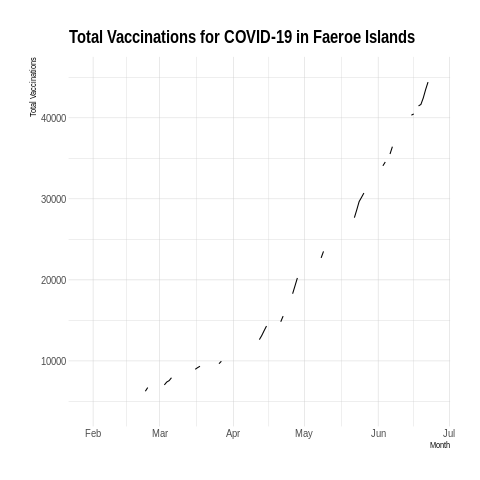 Total Vaccinations for COVID-19 in Faeroe Islands
Total Vaccinations
40000
30000
20000
10000
Feb Mar Apr May Jun Jul
Month